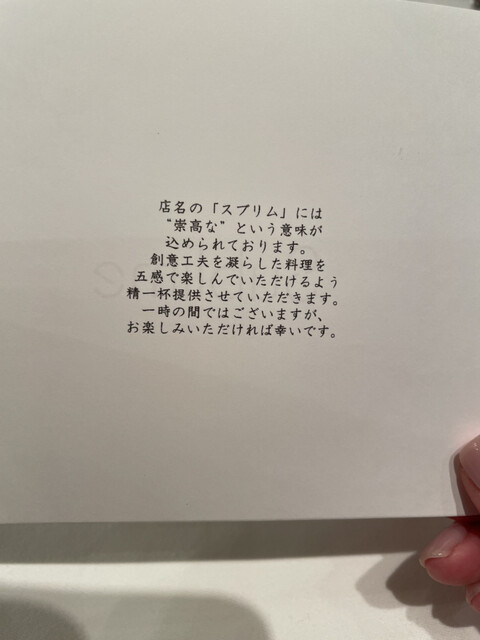 店名の「スブリム」には
“崇高な”という意味が
込められております。
創意工夫を凝らした料理を
五感で楽しんでいただけるよう
精一杯提供させていただきます。
一時の間ではございますが、
お楽しみいただければ幸いです。